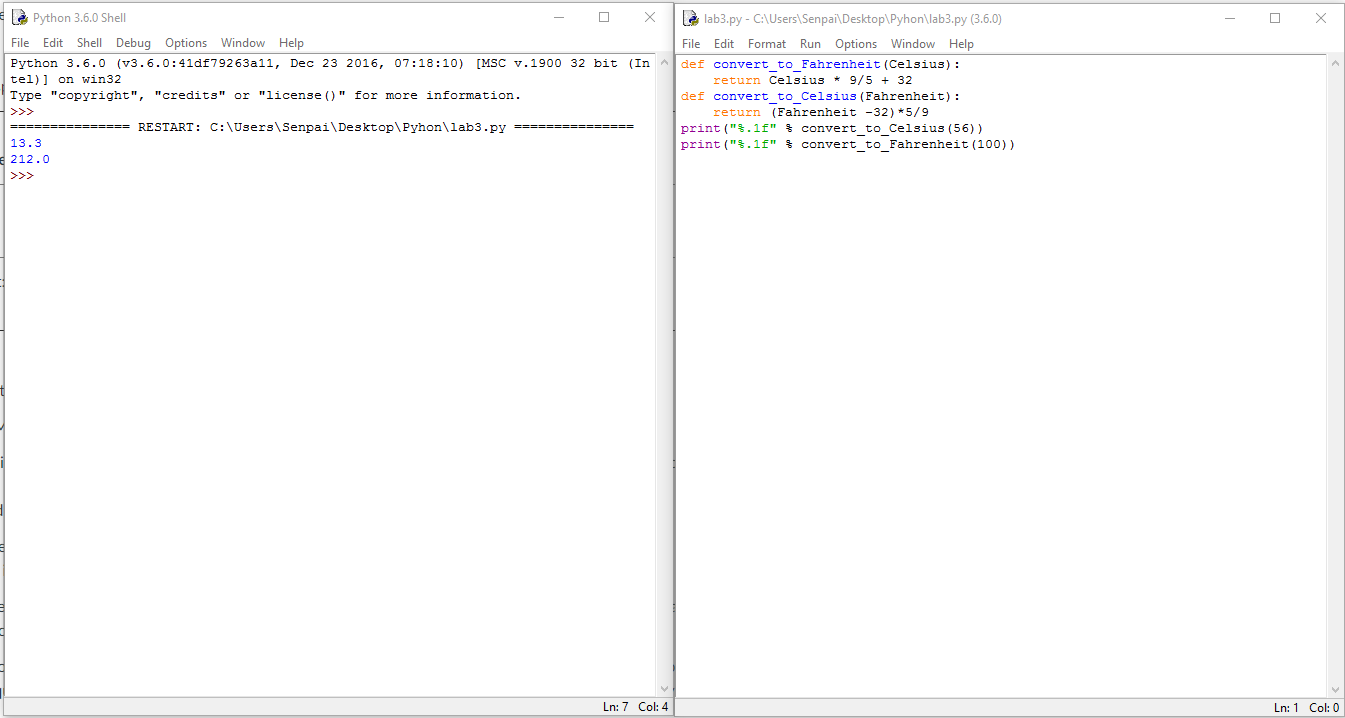 Python 3.6.0 Shell
File Edit Shell Debug Options Window Help
Python 3.6.0 (v3.6.0:41df79263a11, Dec 23 2016, 07:18:10) [MSC v.1900 32 bit (In
tel)] on win32
Type "copyright", "credits" or "license()" for more information.
>>>
=============== RESTART: C:\Users\Senpai\Desktop\Pyhon\lab3.py ===============
13.3
212.0
>>>
Ln: 7 Col: 4
lab3.py - C:\Users\Senpai\Desktop\Pyhon\lab3.py (3.6.0)
File Edit Format Run Options Window Help
def convert_to_Fahrenheit(Celsius):
    return Celsius * 9/5 + 32
def convert_to_Celsius(Fahrenheit):
    return (Fahrenheit -32)*5/9
print("%.1f" % convert_to_Celsius(56))
print("%.1f" % convert_to_Fahrenheit(100))
Ln: 1 Col: 0